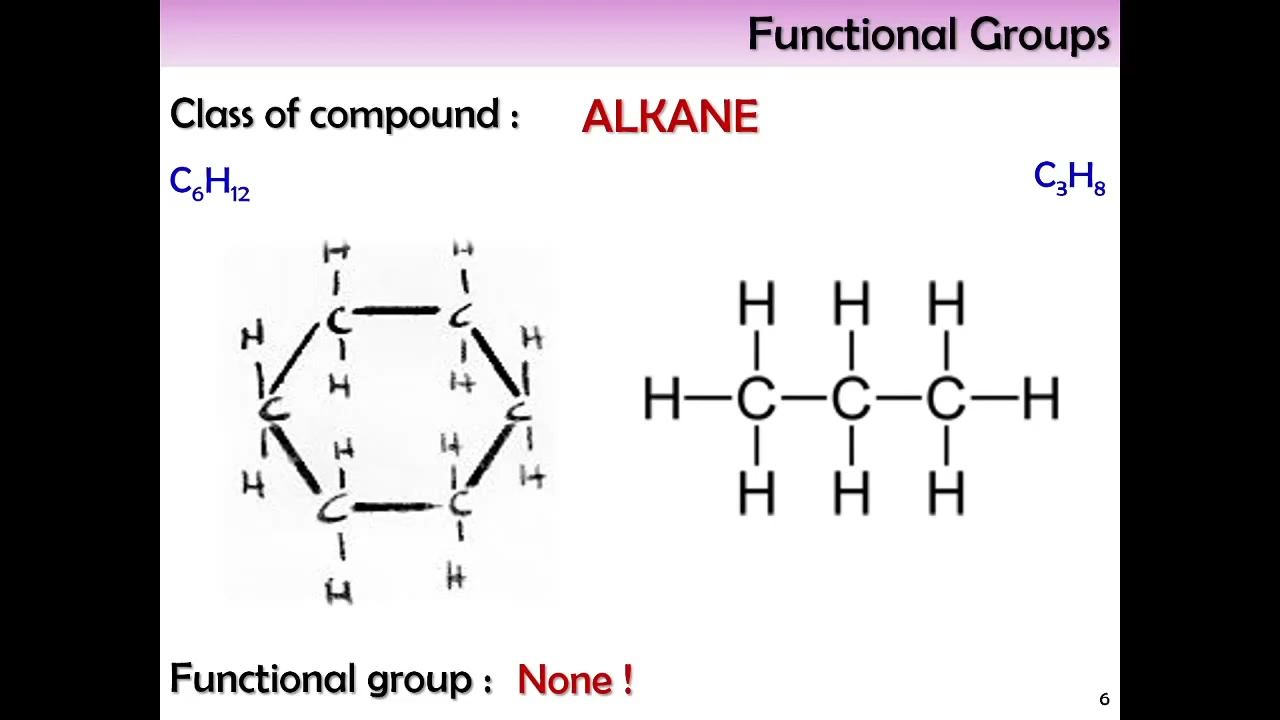 Functional Groups
Class of compound : ALKANE
C₆H₁₂ C₃H₈
H H
C C
H H
H H
C C
H H
H H
C C
H H
H H H
H C C C H
H H H
Functional group : None !
6